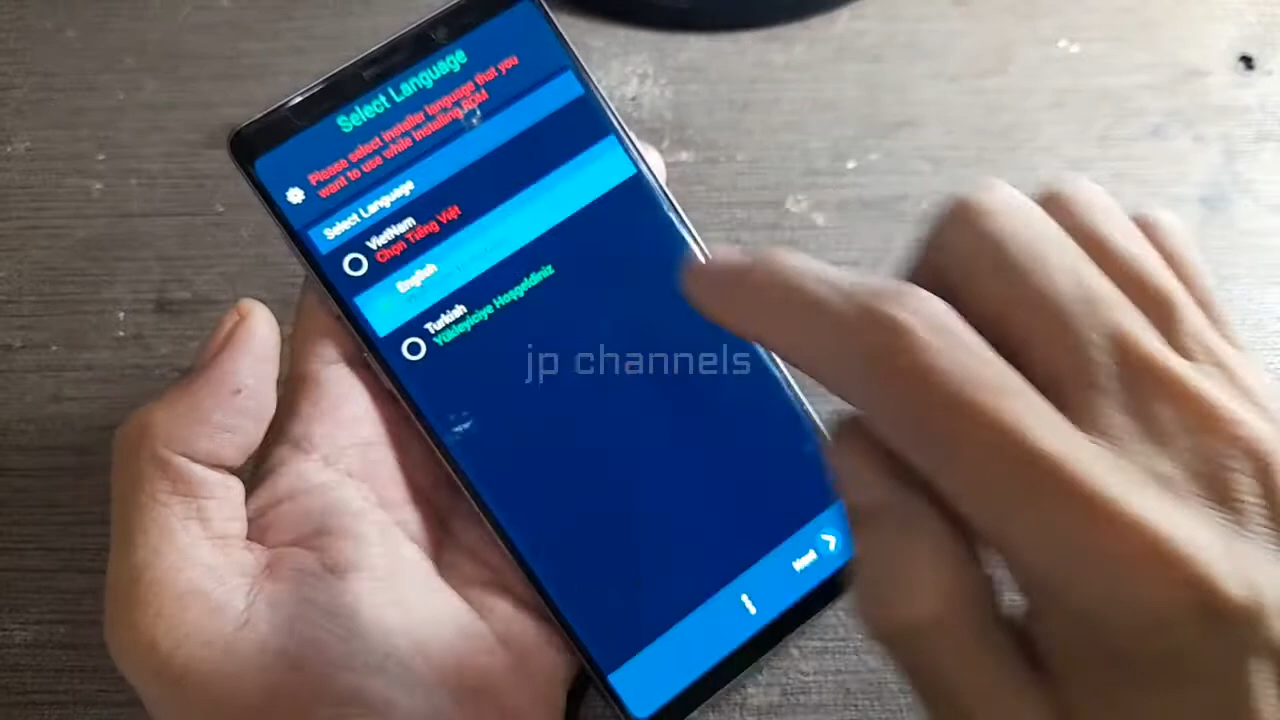 Select Language
Please select installer language that you
want to use while installing ROM
Select Language
VietNam
Chọn Tiếng Việt
English
Turkish
Yükleyiciye Hoşgeldiniz
jp channels
Next